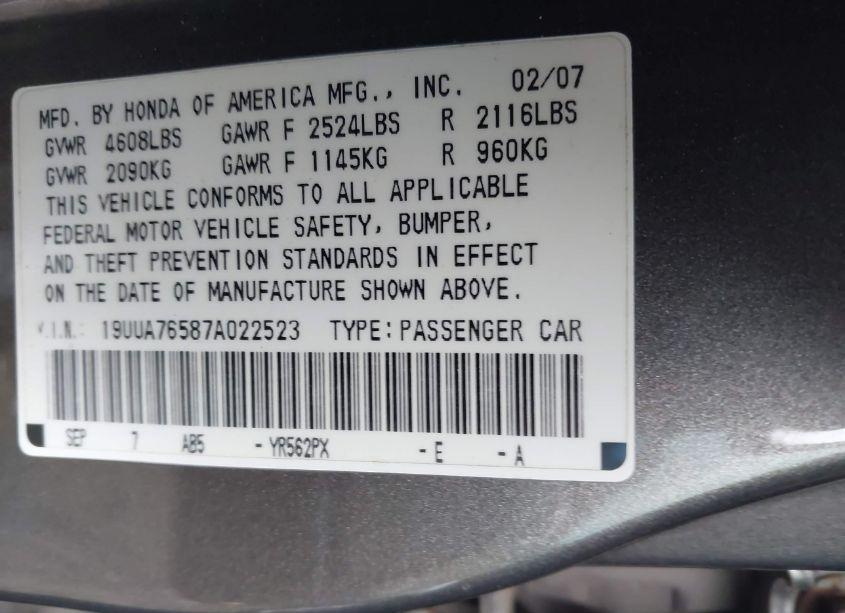 MFD. BY HONDA OF AMERICA MFG., INC. 02/07
GVWR 4608LBS GAWR F 2524LBS R 2116LBS
GVWR 2090KG GAWR F 1145KG R 960KG
THIS VEHICLE CONFORMS TO ALL APPLICABLE
FEDERAL MOTOR VEHICLE SAFETY, BUMPER,
AND THEFT PREVENTION STANDARDS IN EFFECT
ON THE DATE OF MANUFACTURE SHOWN ABOVE.
V.I.N.: 19UUA76587A022523 TYPE:PASSENGER CAR
SEP 7 AB5 - YR562PX - E - A